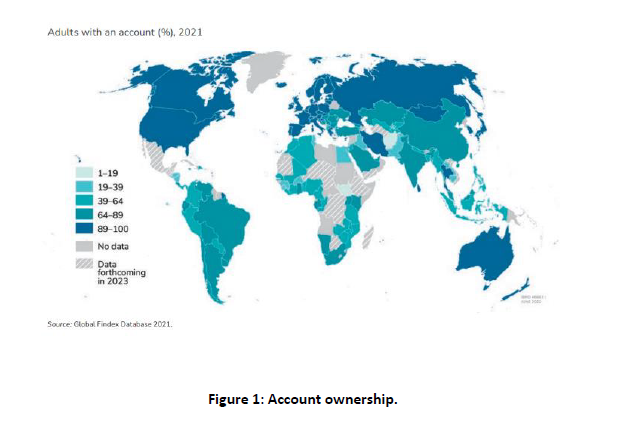 Adults with an account (%), 2021
1–19
19–39
39–64
64–89
89–100
No data
Data
forthcoming
in 2023
Source: Global Findex Database 2021.
Figure 1: Account ownership.